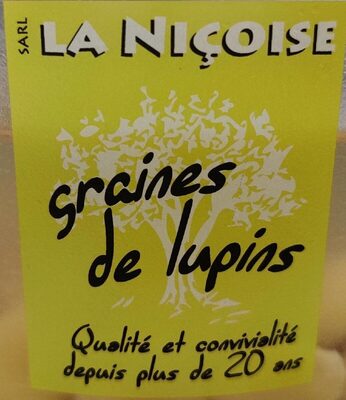 SARL LA NIÇOISE
graines
de lupins
Qualité et convivialité
depuis plus de 20 ans